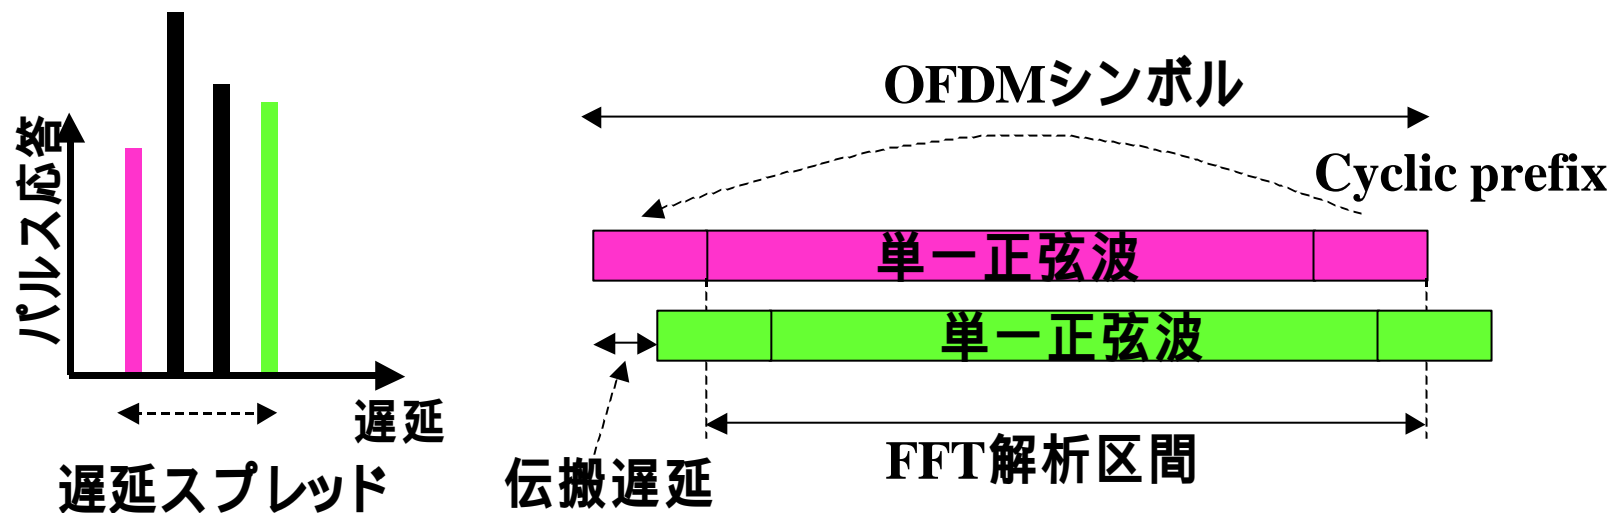 パルス応答
遅延
遅延スプレッド
OFDMシンボル
Cyclic prefix
単一正弦波
単一正弦波
伝搬遅延
FFT解析区間